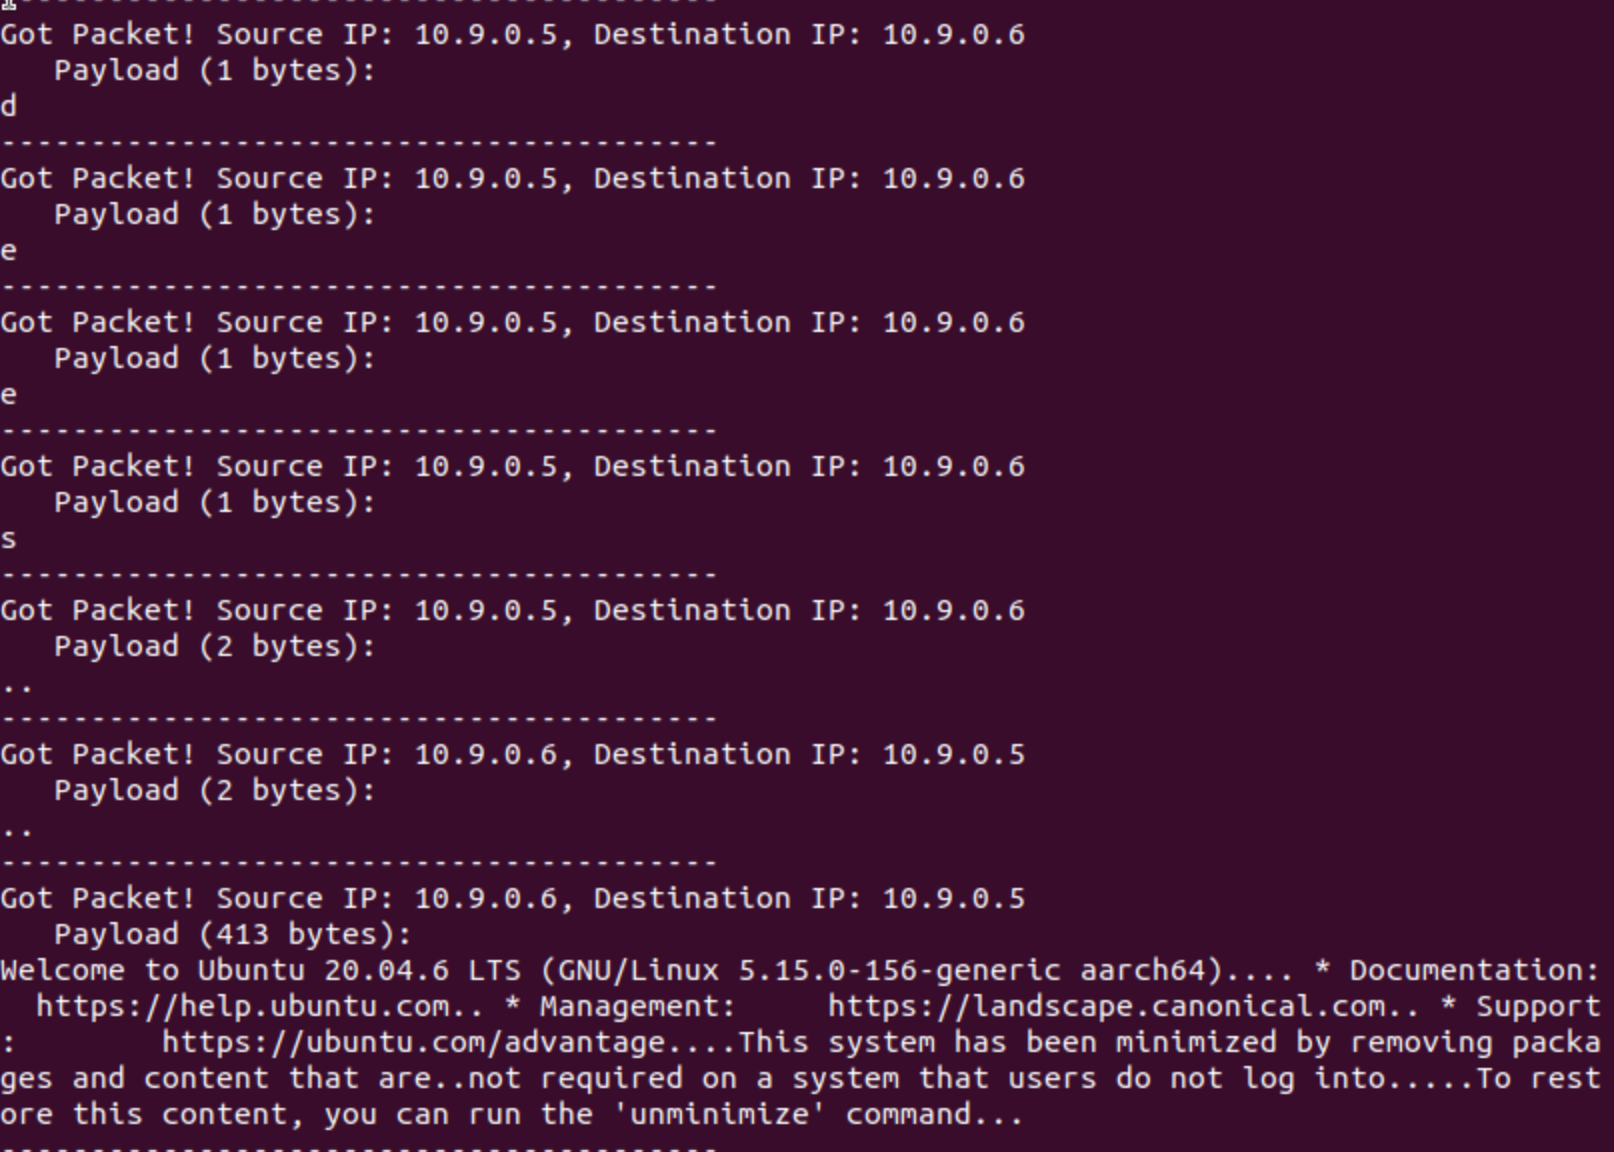 ----------------------------------------
Got Packet! Source IP: 10.9.0.5, Destination IP: 10.9.0.6
   Payload (1 bytes):
d
----------------------------------------
Got Packet! Source IP: 10.9.0.5, Destination IP: 10.9.0.6
   Payload (1 bytes):
e
----------------------------------------
Got Packet! Source IP: 10.9.0.5, Destination IP: 10.9.0.6
   Payload (1 bytes):
e
----------------------------------------
Got Packet! Source IP: 10.9.0.5, Destination IP: 10.9.0.6
   Payload (1 bytes):
s
----------------------------------------
Got Packet! Source IP: 10.9.0.5, Destination IP: 10.9.0.6
   Payload (2 bytes):
..
----------------------------------------
Got Packet! Source IP: 10.9.0.6, Destination IP: 10.9.0.5
   Payload (2 bytes):
..
----------------------------------------
Got Packet! Source IP: 10.9.0.6, Destination IP: 10.9.0.5
   Payload (413 bytes):
Welcome to Ubuntu 20.04.6 LTS (GNU/Linux 5.15.0-156-generic aarch64).... * Documentation:
  https://help.ubuntu.com.. * Management:     https://landscape.canonical.com.. * Support
:        https://ubuntu.com/advantage....This system has been minimized by removing packa
ges and content that are..not required on a system that users do not log into.....To rest
ore this content, you can run the 'unminimize' command...
----------------------------------------